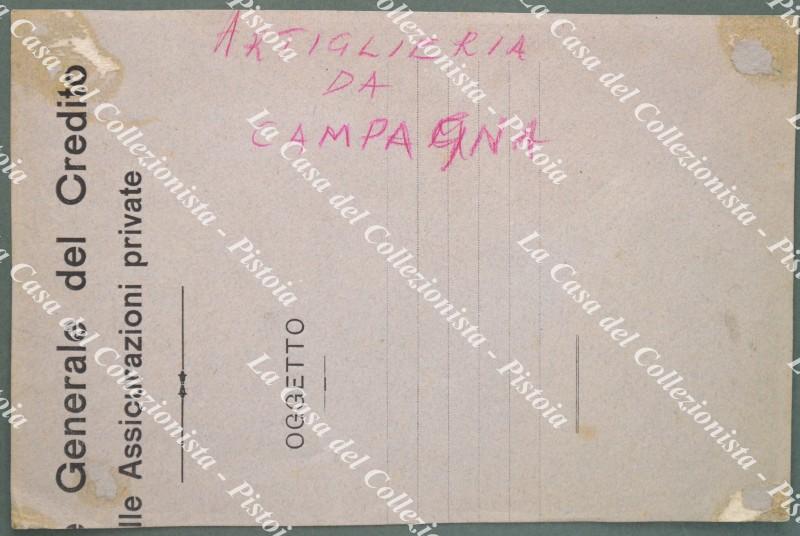 ARTIGLIERIA
DA
CAMPAGNA
e Generale del Credito
lle Assicurazioni private
OGGETTO
La Casa del Collezionista - Pistoia